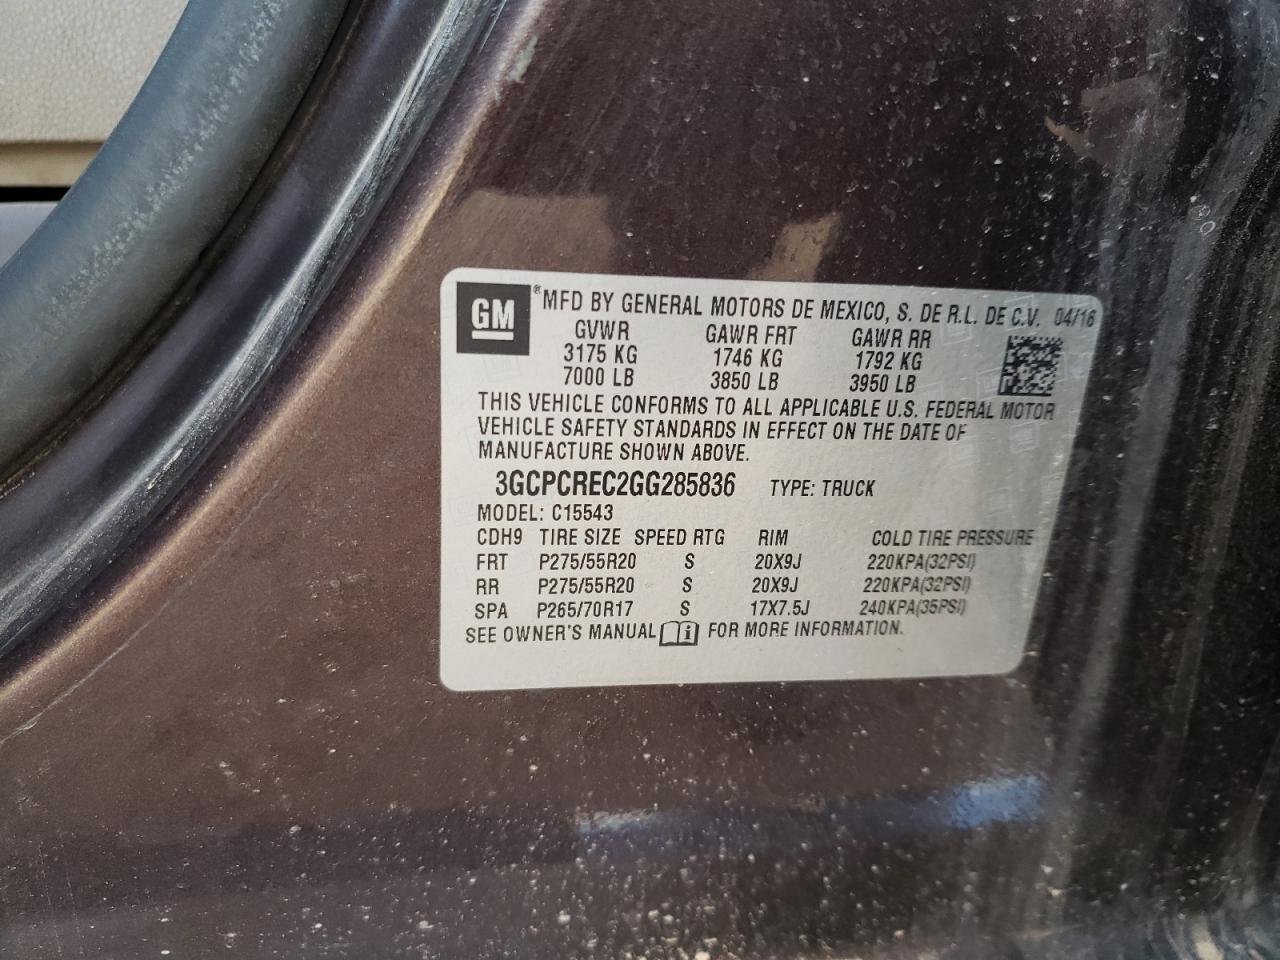 GM® MFD BY GENERAL MOTORS DE MEXICO, S. DE R.L. DE C.V. 04/16
GVWR GAWR FRT GAWR RR
3175 KG 1746 KG 1792 KG
7000 LB 3850 LB 3950 LB
THIS VEHICLE CONFORMS TO ALL APPLICABLE U.S. FEDERAL MOTOR
VEHICLE SAFETY STANDARDS IN EFFECT ON THE DATE OF
MANUFACTURE SHOWN ABOVE.
3GCPCREC2GG285836 TYPE: TRUCK
MODEL: C15543
CDH9 TIRE SIZE SPEED RTG RIM COLD TIRE PRESSURE
FRT P275/55R20 S 20X9J 220KPA(32PSI)
RR P275/55R20 S 20X9J 220KPA(32PSI)
SPA P265/70R17 S 17X7.5J 240KPA(35PSI)
SEE OWNER'S MANUAL i FOR MORE INFORMATION.